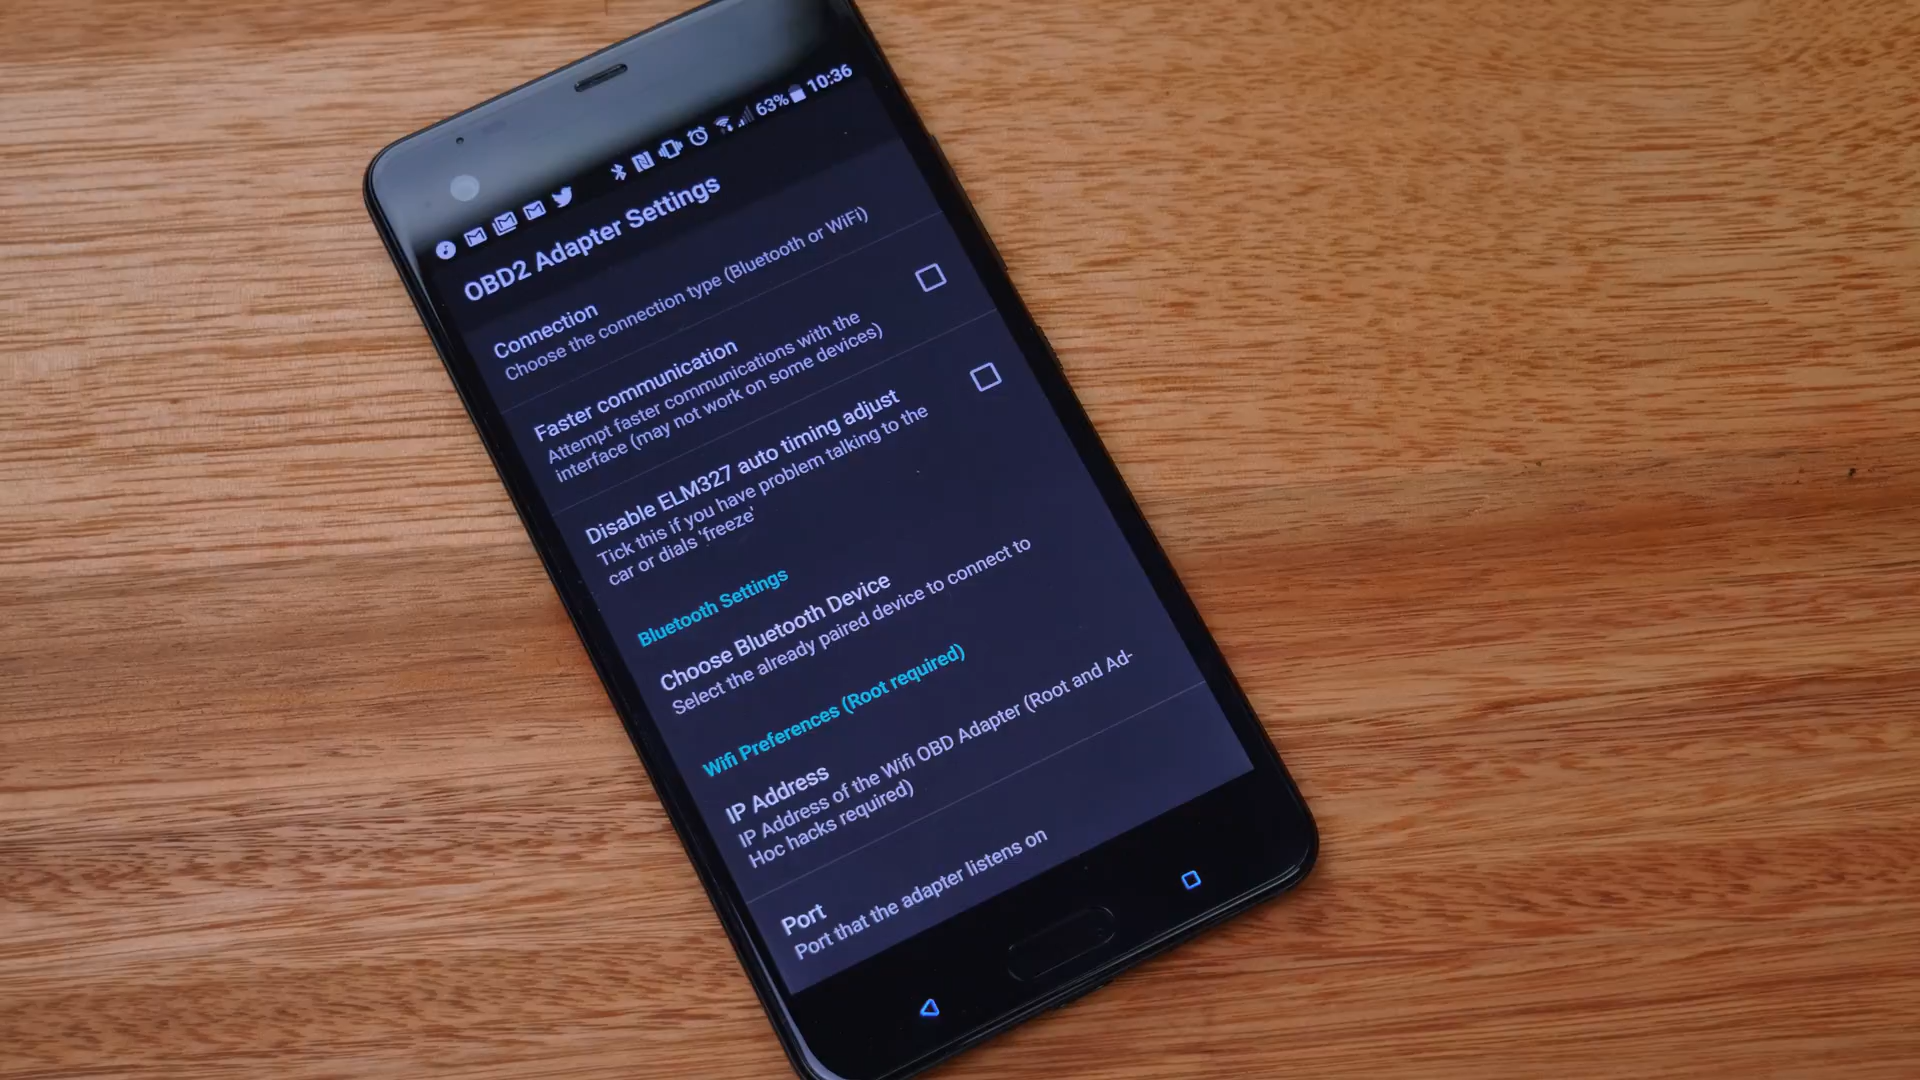 63% 10:36
OBD2 Adapter Settings
Connection
Choose the connection type (Bluetooth or WiFi)
Faster communication
Attempt faster communications with the
interface (may not work on some devices)
Disable ELM327 auto timing adjust
Tick this if you have problem talking to the
car or dials 'freeze'
Bluetooth Settings
Choose Bluetooth Device
Select the already paired device to connect to
Wifi Preferences (Root required)
IP Address
IP Address of the Wifi OBD Adapter (Root and Ad-
Hoc hacks required)
Port
Port that the adapter listens on